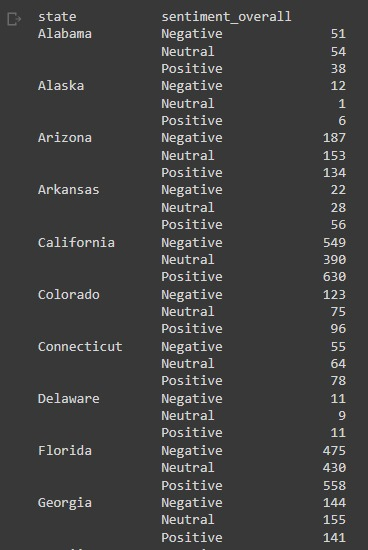 state sentiment_overall
Alabama Negative 51
Neutral 54
Positive 38
Alaska Negative 12
Neutral 1
Positive 6
Arizona Negative 187
Neutral 153
Positive 134
Arkansas Negative 22
Neutral 28
Positive 56
California Negative 549
Neutral 390
Positive 630
Colorado Negative 123
Neutral 75
Positive 96
Connecticut Negative 55
Neutral 64
Positive 78
Delaware Negative 11
Neutral 9
Positive 11
Florida Negative 475
Neutral 430
Positive 558
Georgia Negative 144
Neutral 155
Positive 141